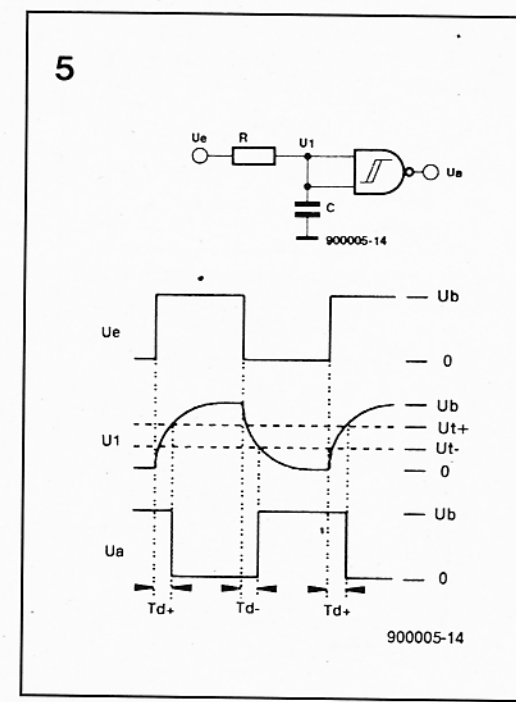 5
Ue R U1 Ua
C
900005-14
Ue Ub
0
U1 Ub
Ut+
Ut-
0
Ua Ub
0
Td+ Td- Td+
900005-14